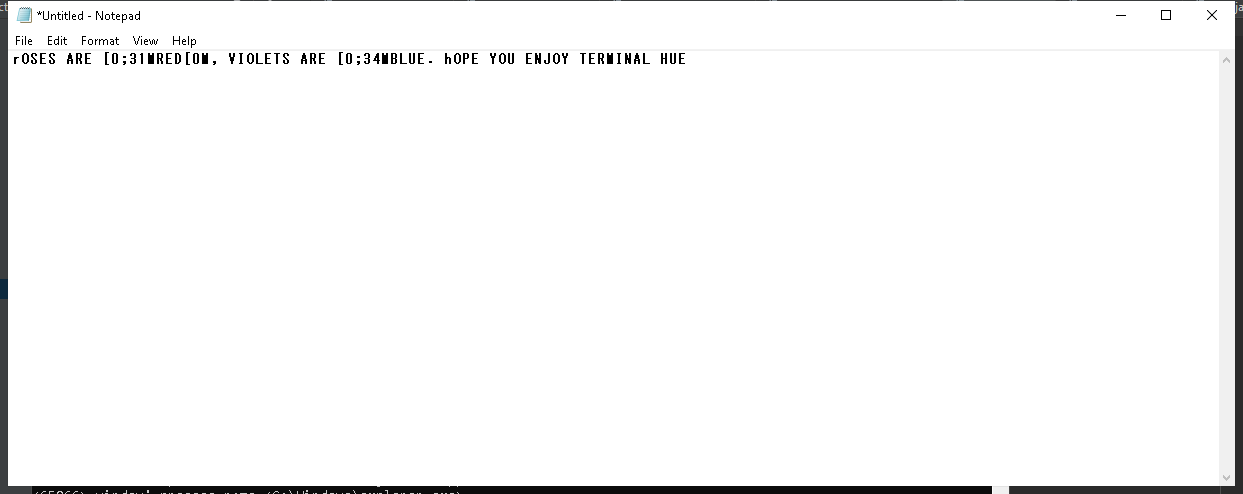 *Untitled - Notepad
File Edit Format View Help
rOSES ARE [0;31MRED[0M, VIOLETS ARE [0;34MBLUE. hOPE YOU ENJOY TERMINAL HUE